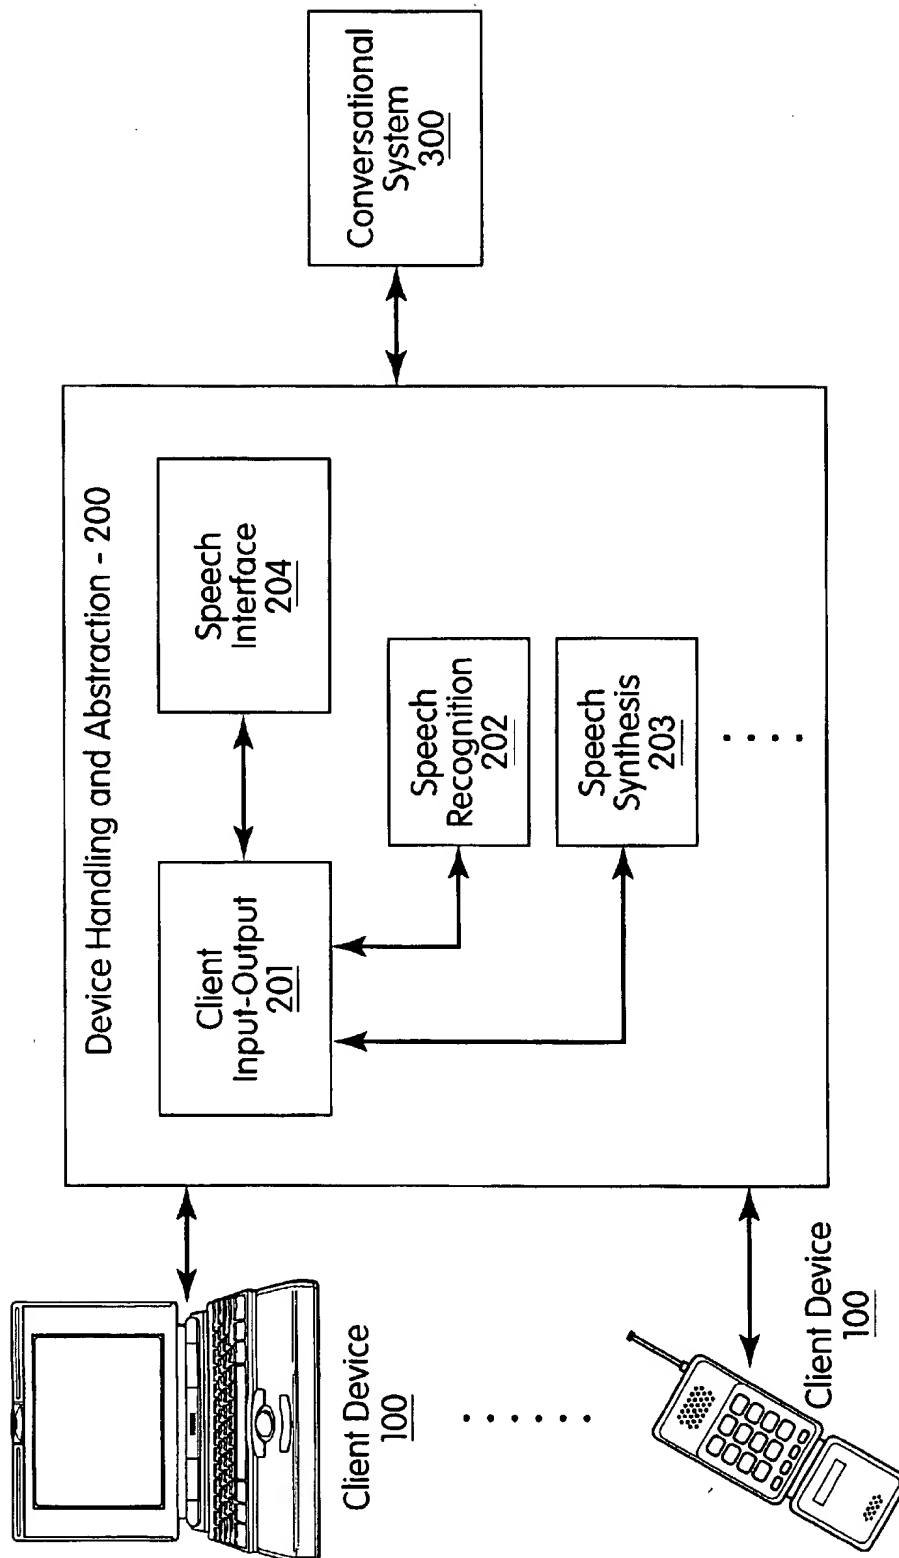 Device Handling and Abstraction - 200
Client
Input-Output
201
Speech
Interface
204
Speech
Recognition
202
Speech
Synthesis
203
Conversational
System
300
Client Device
100
Client Device
100